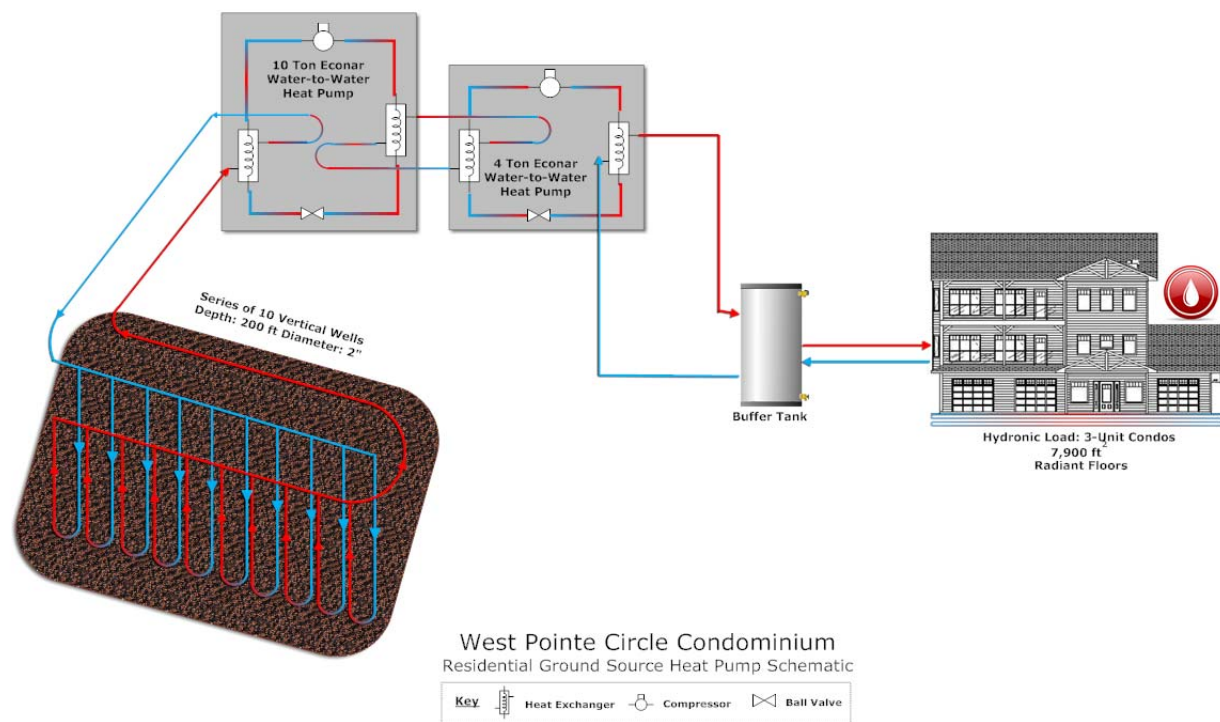 10 Ton Econar
Water-to-Water
Heat Pump
4 Ton Econar
Water-to-Water
Heat Pump
Series of 10 Vertical Wells
Depth: 200 ft Diameter: 2"
Buffer Tank
Hydronic Load: 3-Unit Condos
7,900 ft²
Radiant Floors
West Pointe Circle Condominium
Residential Ground Source Heat Pump Schematic
Key Heat Exchanger Compressor Ball Valve